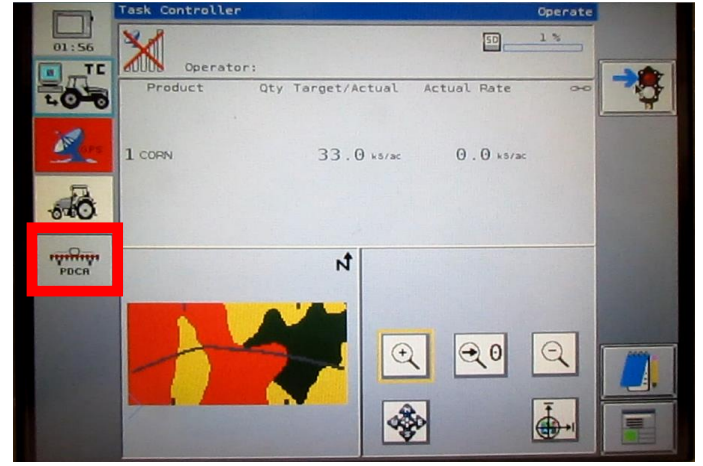 Task Controller Operate
01:56
SD 1 %
Operator:
TC
Product Qty Target/Actual Actual Rate
GPS
1 CORN 33.0 ks/ac 0.0 ks/ac
PDCA
N
0